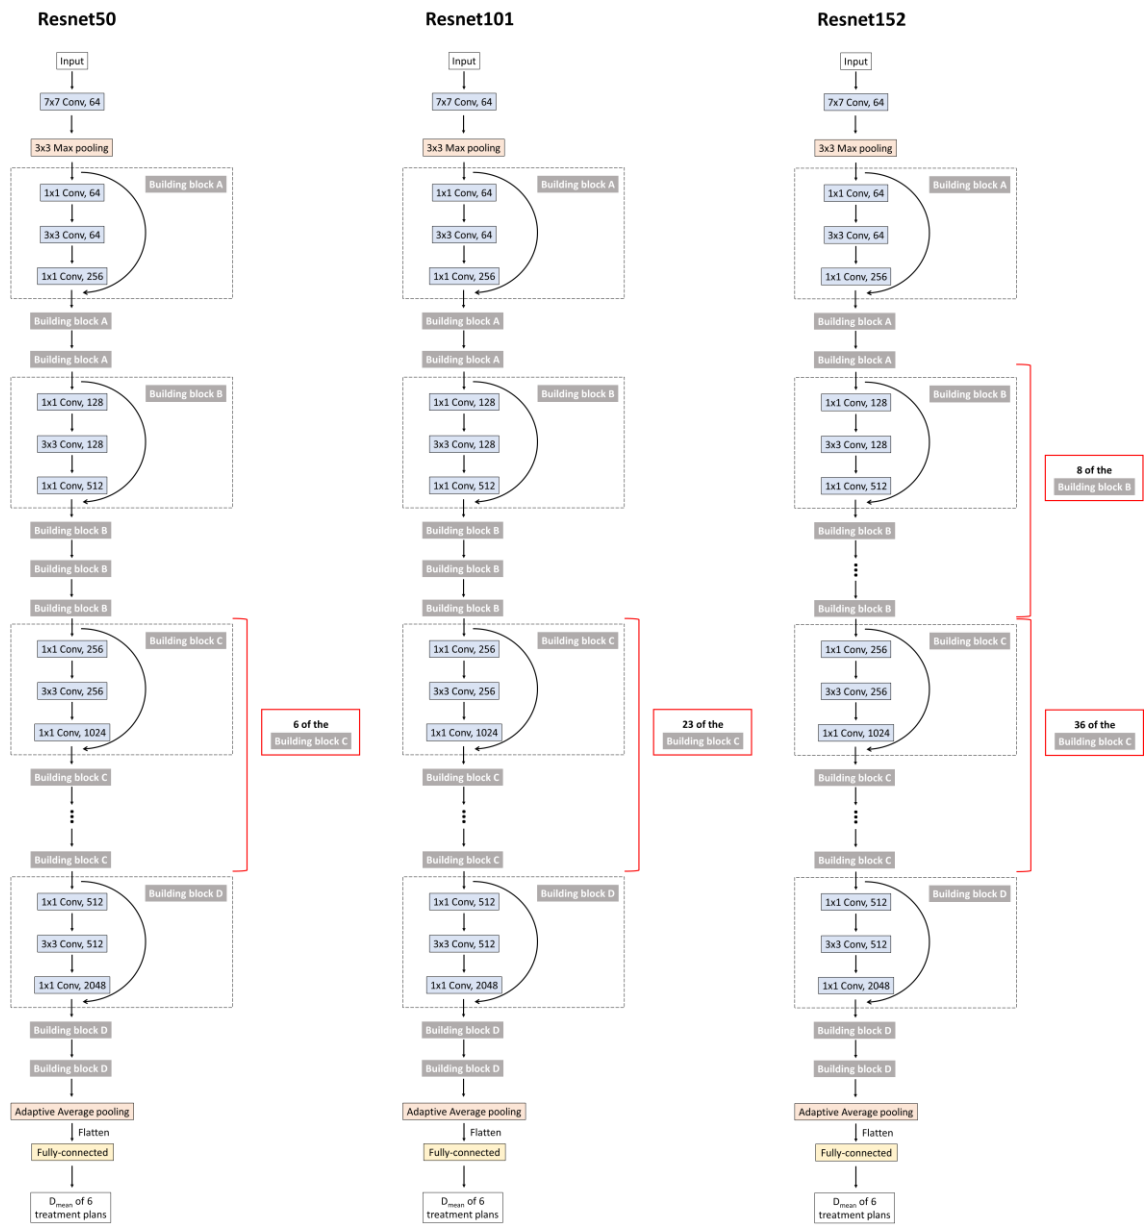 Resnet50
Input
7x7 Conv, 64
3x3 Max pooling
Building block A
1x1 Conv, 64
3x3 Conv, 64
1x1 Conv, 256
Building block A
Building block A
Building block B
1x1 Conv, 128
3x3 Conv, 128
1x1 Conv, 512
Building block B
Building block B
Building block B
Building block C
1x1 Conv, 256
3x3 Conv, 256
1x1 Conv, 1024
6 of the
Building block C
Building block C
Building block C
Building block D
1x1 Conv, 512
3x3 Conv, 512
1x1 Conv, 2048
Building block D
Building block D
Adaptive Average pooling
Flatten
Fully-connected
Dmean of 6
treatment plans
Resnet101
Input
7x7 Conv, 64
3x3 Max pooling
Building block A
1x1 Conv, 64
3x3 Conv, 64
1x1 Conv, 256
Building block A
Building block A
Building block B
1x1 Conv, 128
3x3 Conv, 128
1x1 Conv, 512
Building block B
Building block B
Building block B
Building block C
1x1 Conv, 256
3x3 Conv, 256
1x1 Conv, 1024
23 of the
Building block C
Building block C
Building block C
Building block D
1x1 Conv, 512
3x3 Conv, 512
1x1 Conv, 2048
Building block D
Building block D
Adaptive Average pooling
Flatten
Fully-connected
Dmean of 6
treatment plans
Resnet152
Input
7x7 Conv, 64
3x3 Max pooling
Building block A
1x1 Conv, 64
3x3 Conv, 64
1x1 Conv, 256
Building block A
Building block A
Building block B
1x1 Conv, 128
3x3 Conv, 128
1x1 Conv, 512
8 of the
Building block B
Building block B
Building block B
Building block C
1x1 Conv, 256
3x3 Conv, 256
1x1 Conv, 1024
36 of the
Building block C
Building block C
Building block C
Building block D
1x1 Conv, 512
3x3 Conv, 512
1x1 Conv, 2048
Building block D
Building block D
Adaptive Average pooling
Flatten
Fully-connected
Dmean of 6
treatment plans